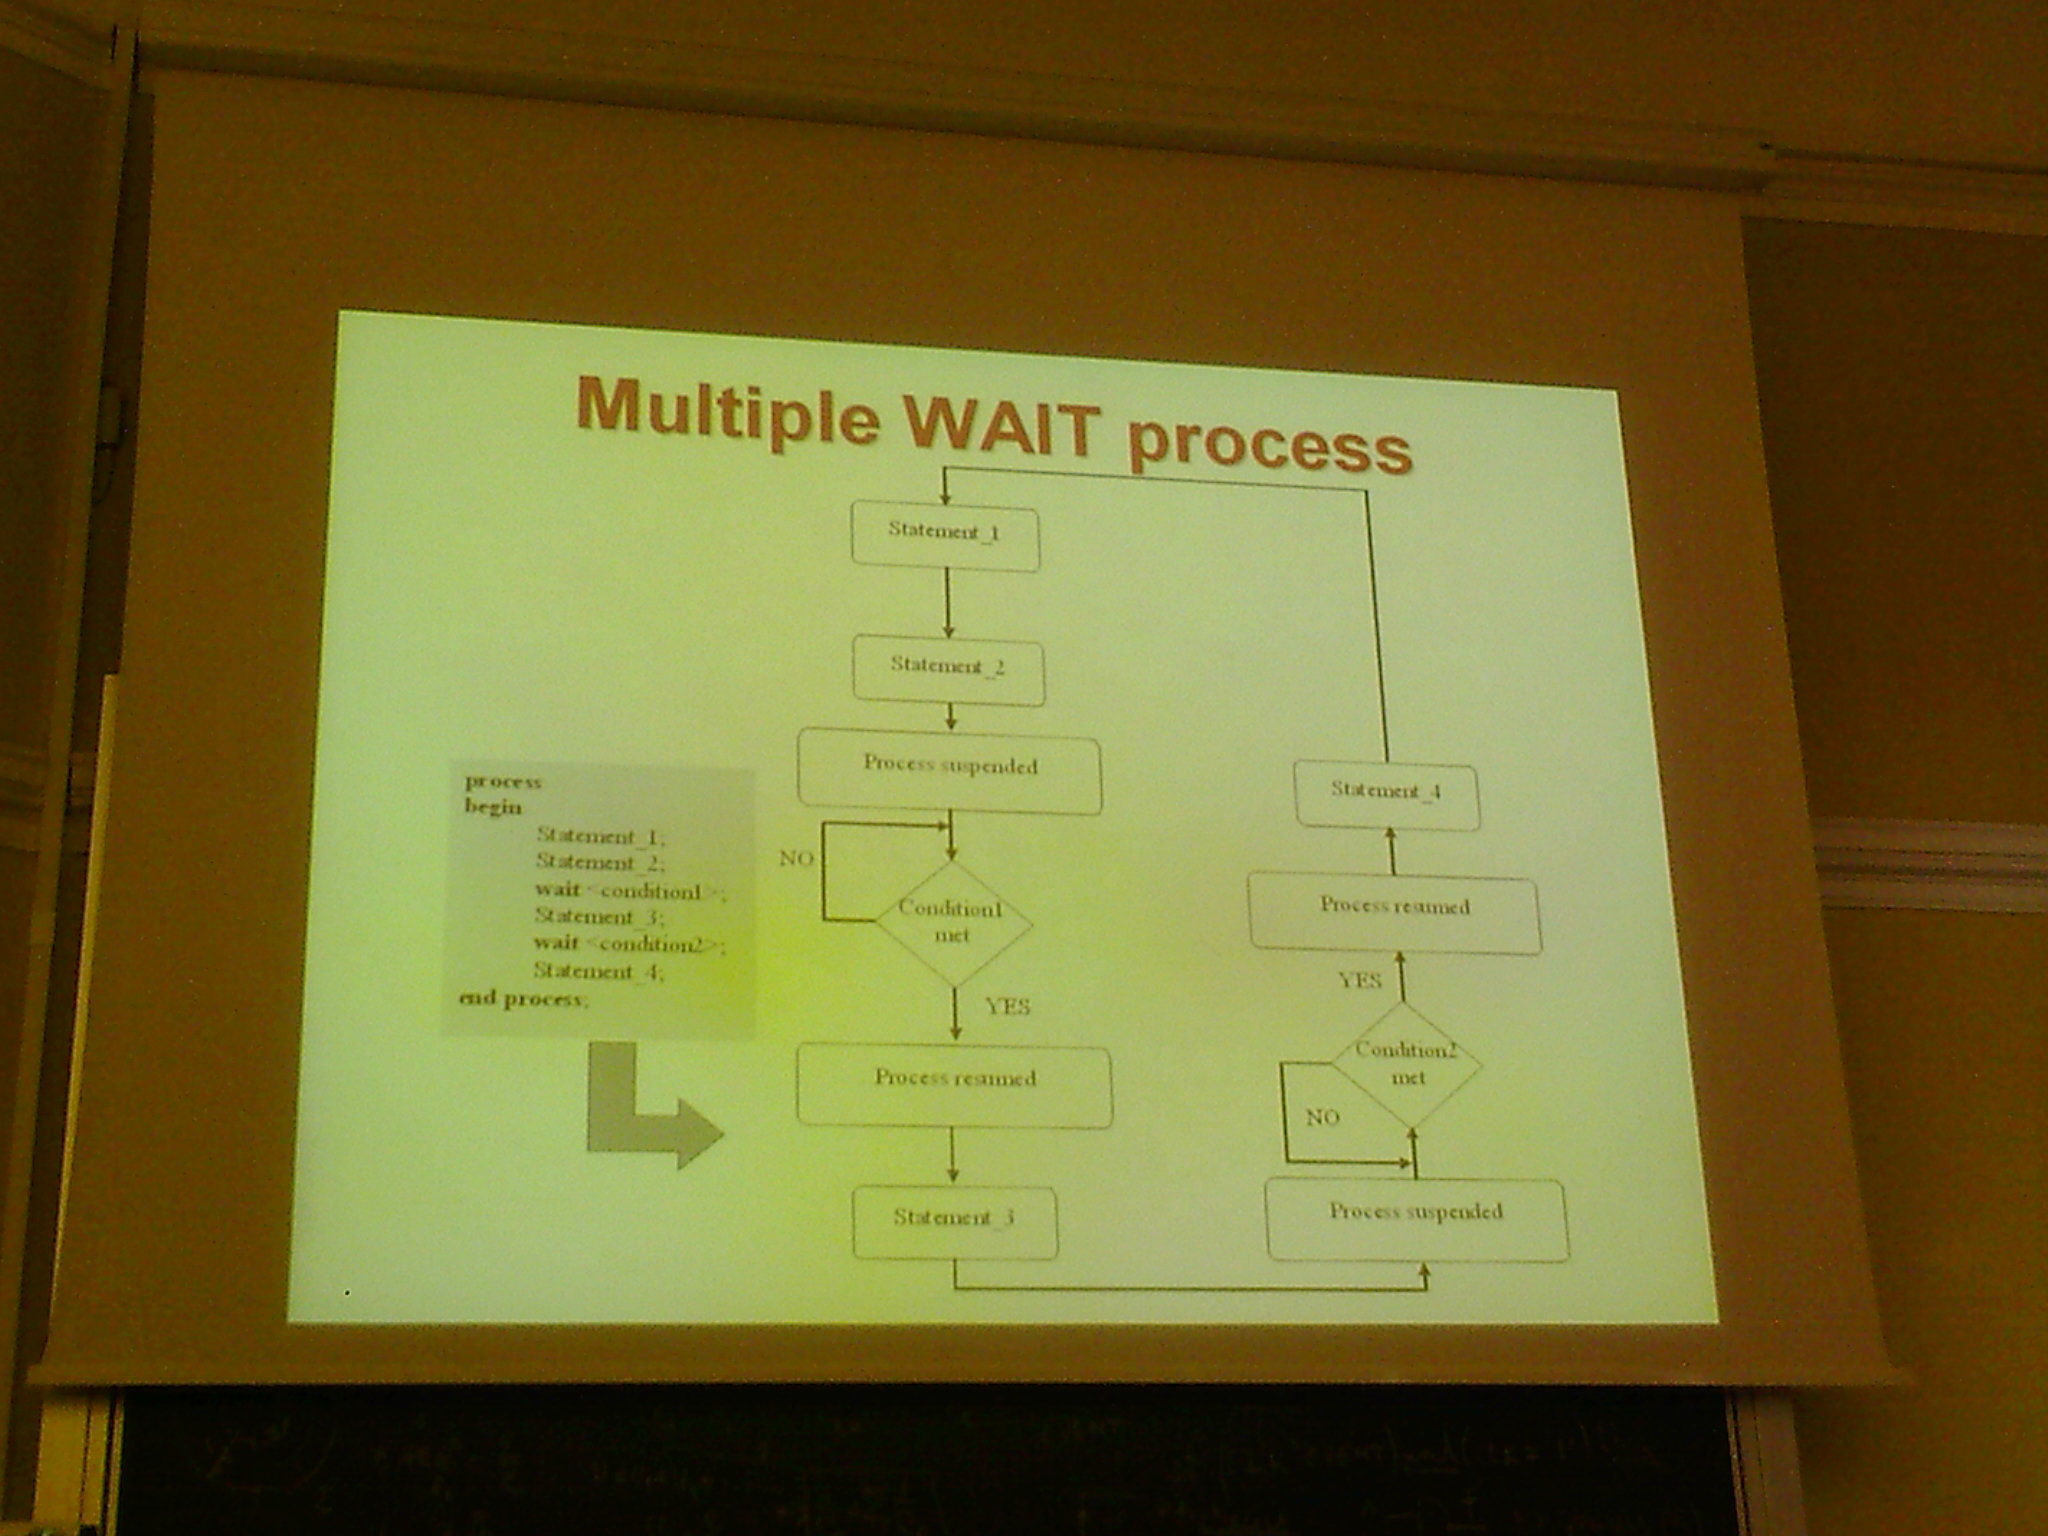 Multiple WAIT process
Statement_1
Statement_2
Process suspended
NO
Condition1
met
YES
Process resumed
Statement_3
process
begin
Statement_1;
Statement_2;
wait <condition1>;
Statement_3;
wait <condition2>;
Statement_4;
end process;
Statement_4
Process resumed
YES
Condition2
met
NO
Process suspended